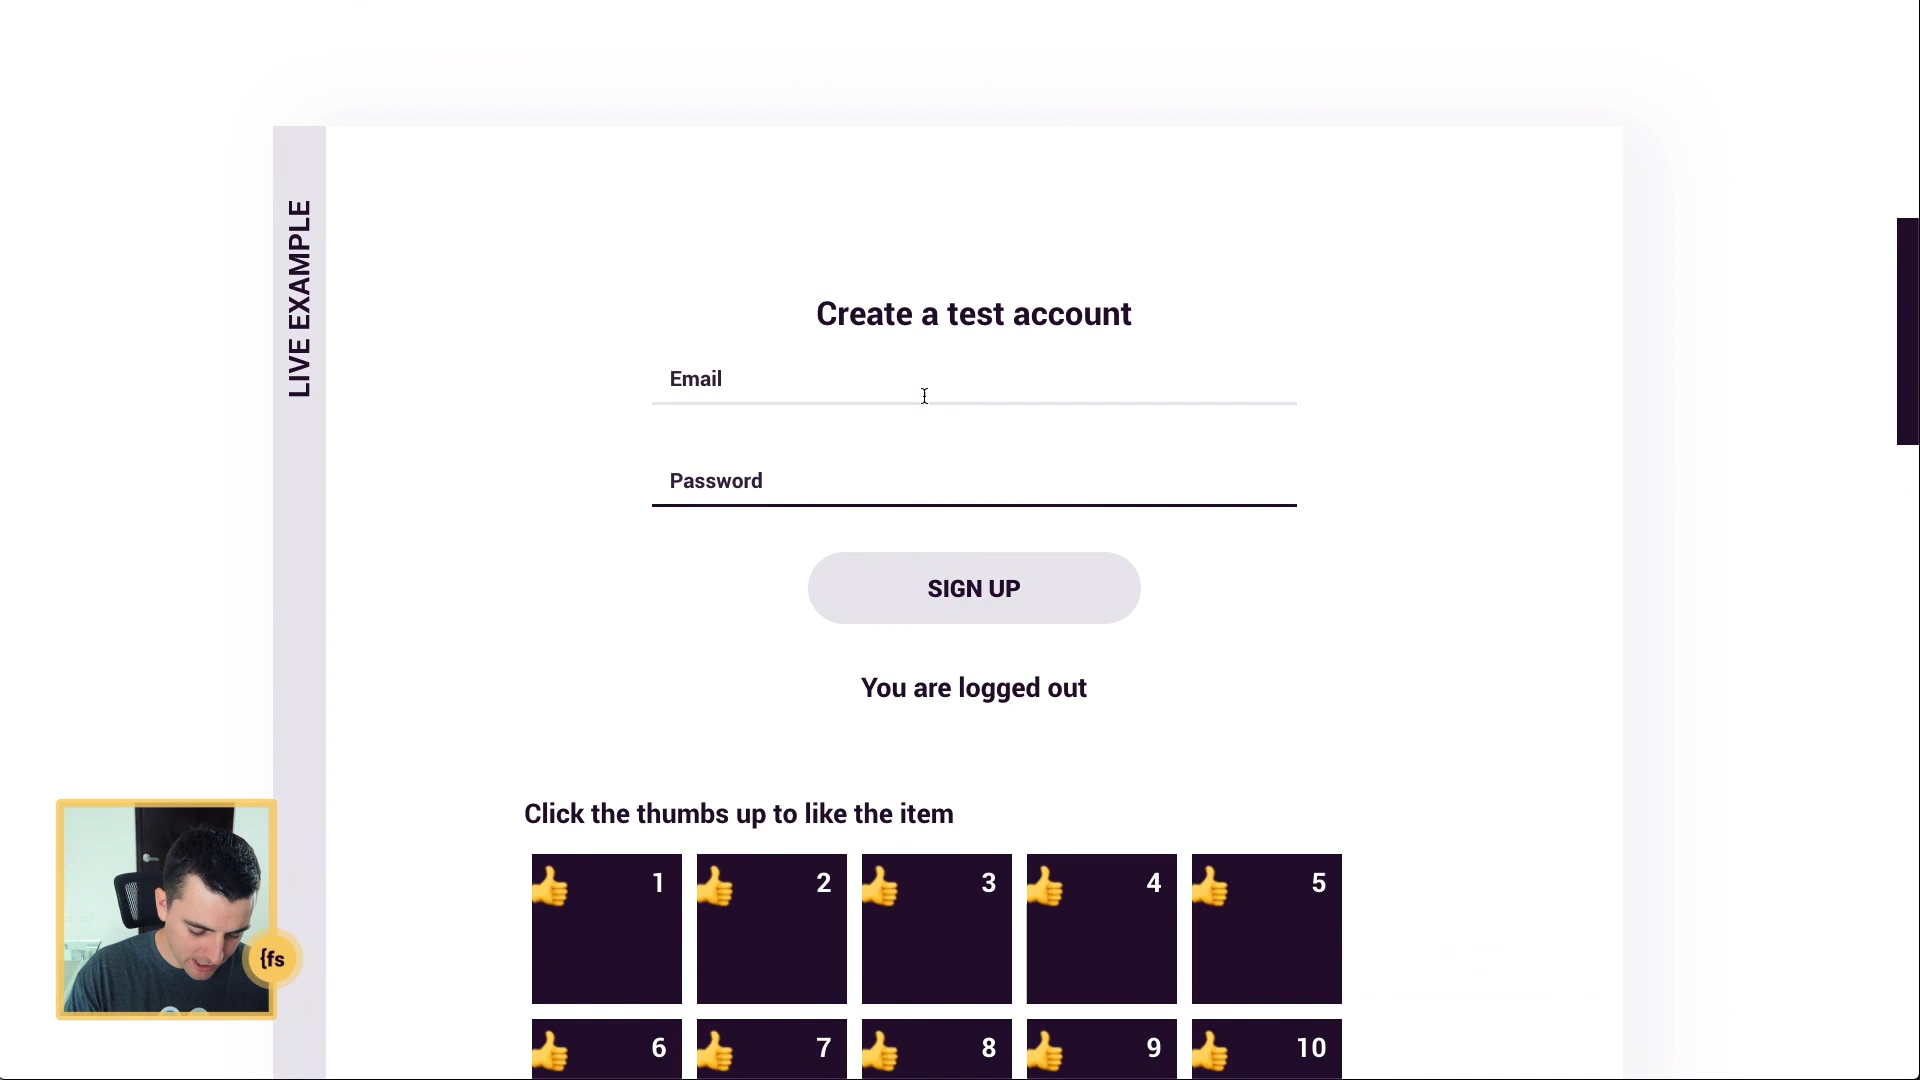 LIVE EXAMPLE
Create a test account
Email
Password
SIGN UP
You are logged out
Click the thumbs up to like the item
1 2 3 4 5
6 7 8 9 10
{fs